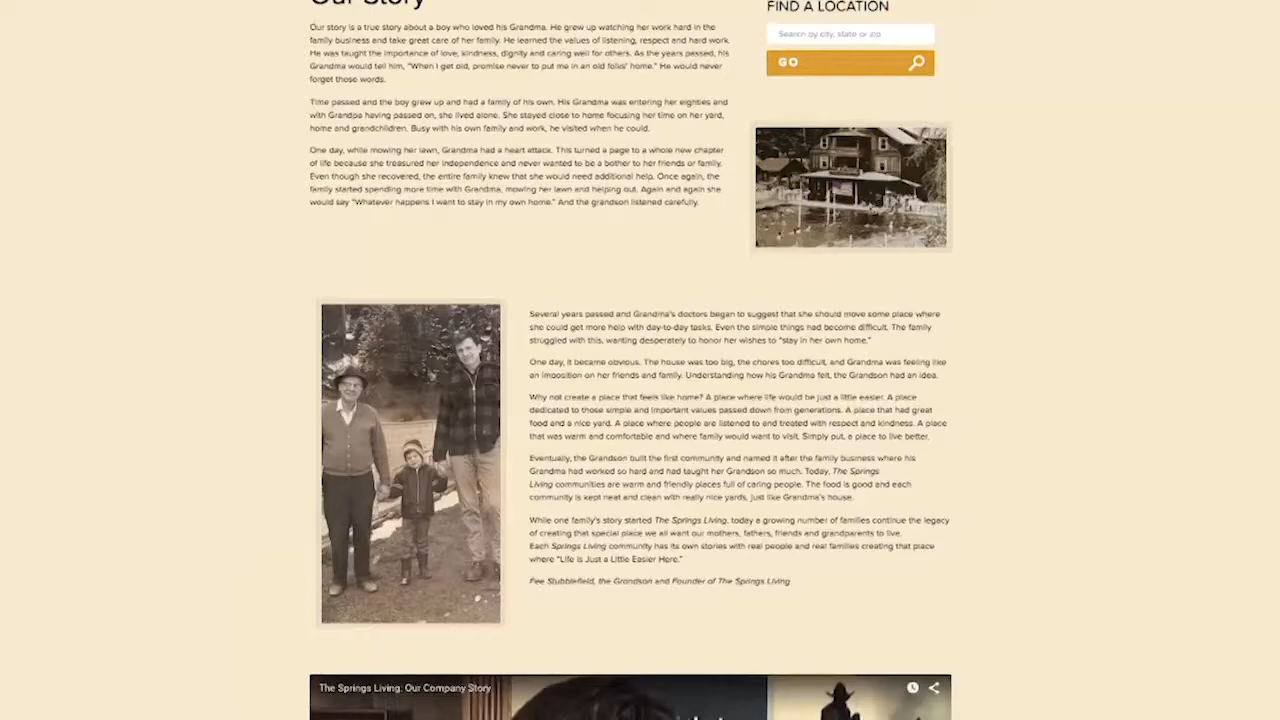 Our Story
Our story is a true story about a boy who loved his Grandma. He grew up watching her work hard in the
family business and take great care of her family. He learned the values of listening, respect and hard work.
He was taught the importance of love, kindness, dignity and caring well for others. As the years passed, his
Grandma would tell him, "When I get old, promise never to put me in an old folks' home." He would never
forget those words.
Time passed and the boy grew up and had a family of his own. His Grandma was entering her eighties and
with Grandpa having passed on, she lived alone. She stayed close to home focusing her time on her yard,
home and grandchildren. Busy with his own family and work, he visited when he could.
One day, while mowing her lawn, Grandma had a heart attack. This turned a page to a whole new chapter
of life because she treasured her independence and never wanted to be a bother to her friends or family.
Even though she recovered, the entire family knew that she would need additional help. Once again, the
family started spending more time with Grandma, mowing her lawn and helping out. Again and again she
would say "Whatever happens I want to stay in my own home." And the grandson listened carefully.
FIND A LOCATION
Search by city, state or zip
GO
Several years passed and Grandma's doctors began to suggest that she should move some place where
she could get more help with day-to-day tasks. Even the simple things had become difficult. The family
struggled with this, wanting desperately to honor her wishes to "stay in her own home."
One day, it became obvious. The house was too big, the chores too difficult, and Grandma was feeling like
an imposition on her friends and family. Understanding how his Grandma felt, the Grandson had an idea.
Why not create a place that feels like home? A place where life would be just a little easier. A place
dedicated to those simple and important values passed down from generations. A place that had great
food and a nice yard. A place where people are listened to and treated with respect and kindness. A place
that was warm and comfortable and where family would want to visit. Simply put, a place to live better.
Eventually, the Grandson built the first community and named it after the family business where his
Grandma had worked so hard and had taught her Grandson so much. Today, The Springs
Living communities are warm and friendly places full of caring people. The food is good and each
community is kept neat and clean with really nice yards, just like Grandma's house.
While one family's story started The Springs Living, today a growing number of families continue the legacy
of creating that special place we all want our mothers, fathers, friends and grandparents to live.
Each Springs Living community has its own stories with real people and real families creating that place
where "Life Is Just a Little Easier Here."
Fee Stubblefield, the Grandson and Founder of The Springs Living
The Springs Living: Our Company Story